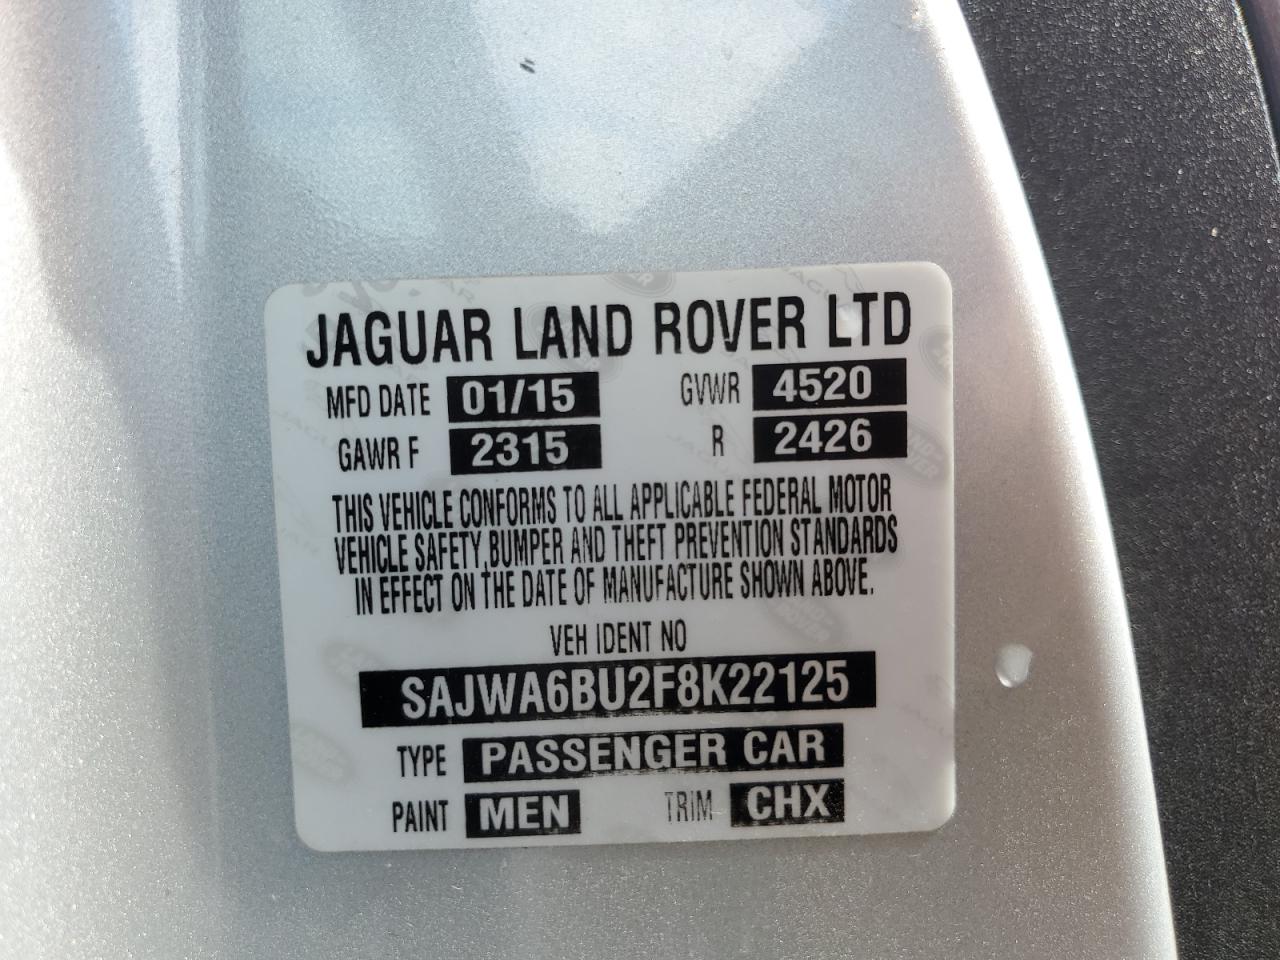 JAGUAR LAND ROVER LTD
MFD DATE 01/15 GVWR 4520
GAWR F 2315 R 2426
THIS VEHICLE CONFORMS TO ALL APPLICABLE FEDERAL MOTOR
VEHICLE SAFETY,BUMPER AND THEFT PREVENTION STANDARDS
IN EFFECT ON THE DATE OF MANUFACTURE SHOWN ABOVE.
VEH IDENT NO
SAJWA6BU2F8K22125
TYPE PASSENGER CAR
PAINT MEN TRIM CHX